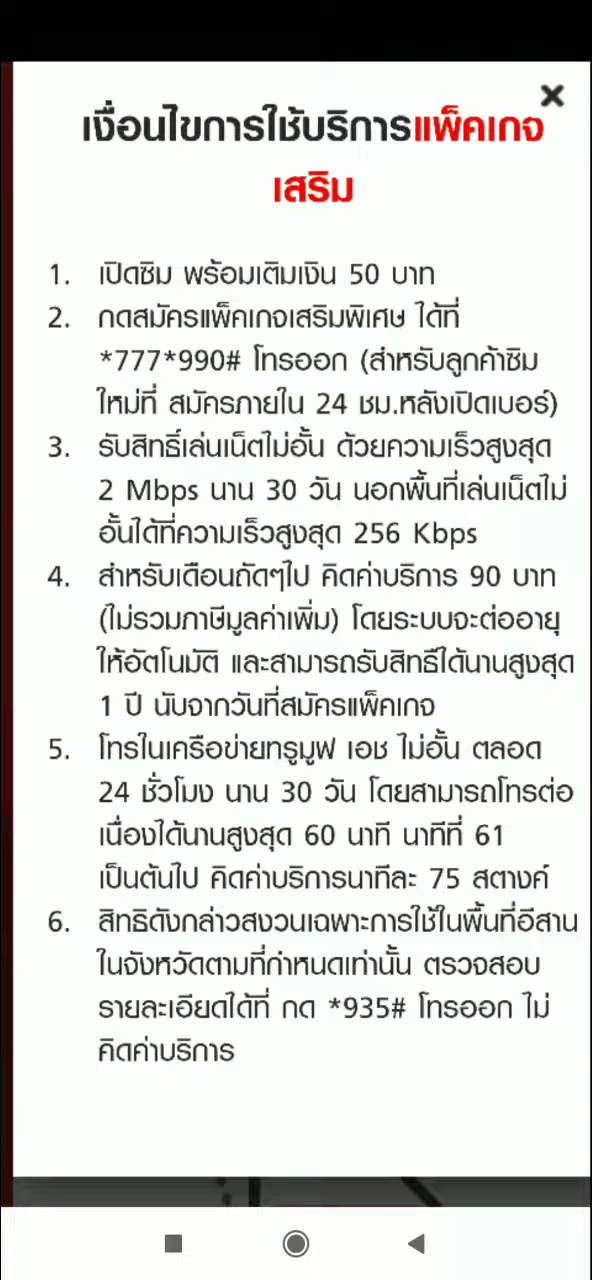 เงื่อนไขการใช้บริการแพ็คเกจ
เสริม
1. เปิดซิม พร้อมเติมเงิน 50 บาท
2. กดสมัครแพ็คเกจเสริมพิเศษ ได้ที่
*777*990# โทรออก (สำหรับลูกค้าซิม
ใหม่ที่ สมัครภายใน 24 ชม.หลังเปิดเบอร์)
3. รับสิทธิ์เล่นเน็ตไม่อั้น ด้วยความเร็วสูงสุด
2 Mbps นาน 30 วัน นอกพื้นที่เล่นเน็ตไม่
อั้นได้ที่ความเร็วสูงสุด 256 Kbps
4. สำหรับเดือนถัดๆไป คิดค่าบริการ 90 บาท
(ไม่รวมภาษีมูลค่าเพิ่ม) โดยระบบจะต่ออายุ
ให้อัตโนมัติ และสามารถรับสิทธิ์ได้นานสูงสุด
1 ปี นับจากวันที่สมัครแพ็คเกจ
5. โทรในเครือข่ายทรูมูฟ เอช ไม่อั้น ตลอด
24 ชั่วโมง นาน 30 วัน โดยสามารถโทรต่อ
เนื่องได้นานสูงสุด 60 นาที นาทีที่ 61
เป็นต้นไป คิดค่าบริการนาทีละ 75 สตางค์
6. สิทธิดังกล่าวสงวนเฉพาะการใช้ในพื้นที่อีสาน
ในจังหวัดตามที่กำหนดเท่านั้น ตรวจสอบ
รายละเอียดได้ที่ กด *935# โทรออก ไม่
คิดค่าบริการ